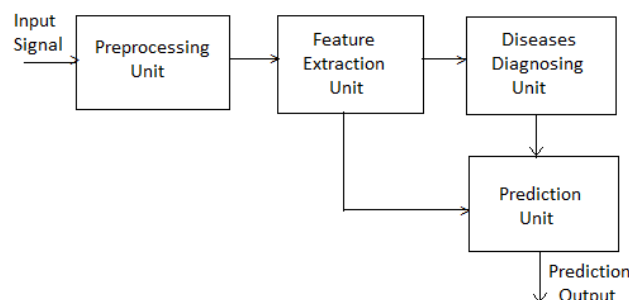 Input
Signal
Preprocessing
Unit
Feature
Extraction
Unit
Diseases
Diagnosing
Unit
Prediction
Unit
Prediction
Output